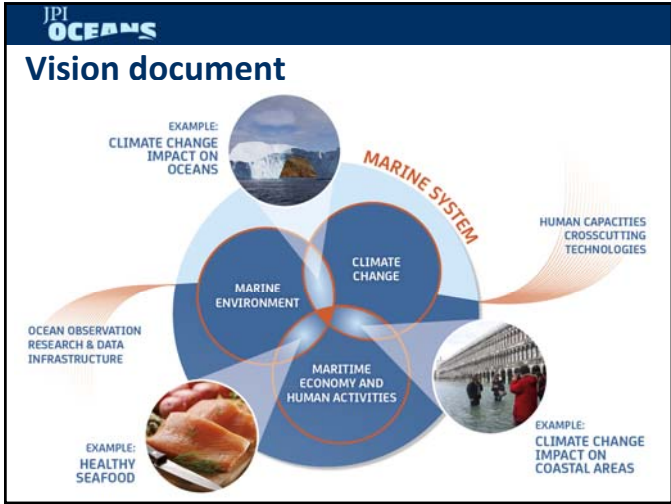 JPI
OCEANS
Vision document
EXAMPLE:
CLIMATE CHANGE
IMPACT ON
OCEANS
MARINE SYSTEM
HUMAN CAPACITIES
CROSSCUTTING
TECHNOLOGIES
CLIMATE
CHANGE
MARINE
ENVIRONMENT
OCEAN OBSERVATION
RESEARCH & DATA
INFRASTRUCTURE
MARITIME
ECONOMY AND
HUMAN ACTIVITIES
EXAMPLE:
HEALTHY
SEAFOOD
EXAMPLE:
CLIMATE CHANGE
IMPACT ON
COASTAL AREAS